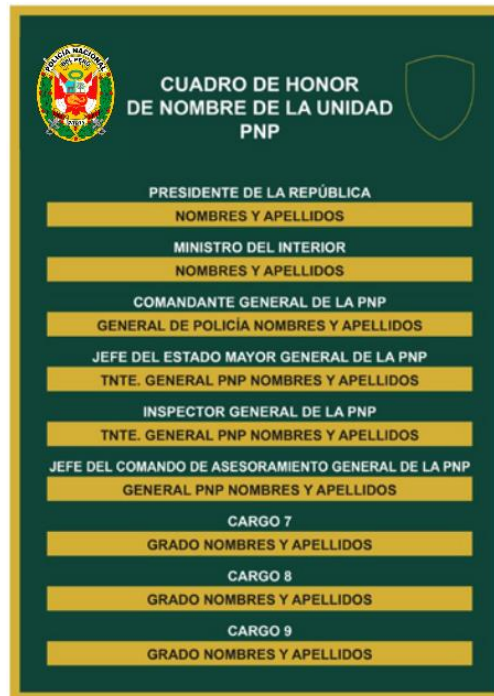 POLICÍA NACIONAL
DEL PERÚ
CUADRO DE HONOR
DE NOMBRE DE LA UNIDAD
PNP
PRESIDENTE DE LA REPÚBLICA
NOMBRES Y APELLIDOS
MINISTRO DEL INTERIOR
NOMBRES Y APELLIDOS
COMANDANTE GENERAL DE LA PNP
GENERAL DE POLICÍA NOMBRES Y APELLIDOS
JEFE DEL ESTADO MAYOR GENERAL DE LA PNP
TNTE. GENERAL PNP NOMBRES Y APELLIDOS
INSPECTOR GENERAL DE LA PNP
TNTE. GENERAL PNP NOMBRES Y APELLIDOS
JEFE DEL COMANDO DE ASESORAMIENTO GENERAL DE LA PNP
GENERAL PNP NOMBRES Y APELLIDOS
CARGO 7
GRADO NOMBRES Y APELLIDOS
CARGO 8
GRADO NOMBRES Y APELLIDOS
CARGO 9
GRADO NOMBRES Y APELLIDOS